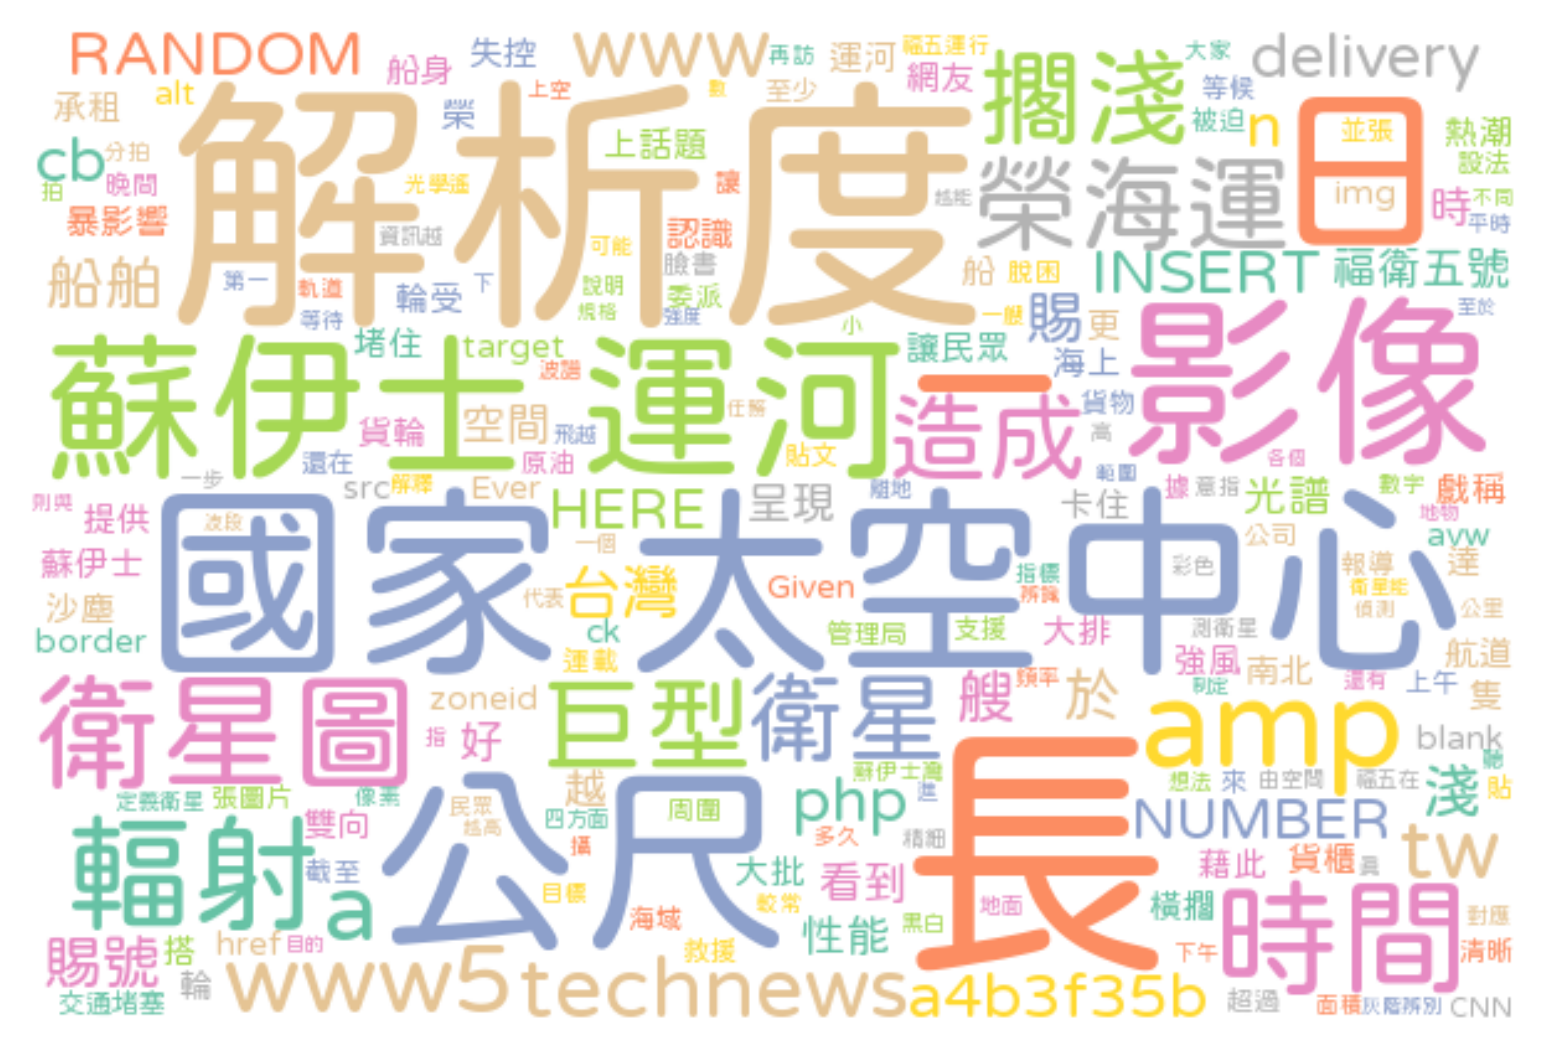 RANDOM 船身 失控 www 再訪 運河 福五運行 網友 擱淺 大家 等候 delivery
承租 alt 榮 上空 數 至少 被迫 n 日 並張 熱潮
cb 分拍 解析度 上話題 設法
拍 晚間 光學遙 讓 越能 榮海運 img 時 不同
暴影響 資訊越 可能 認識 平時
船舶 第一 軌道 輪受 下 說明 臉書 委派 船 脫困 INSERT 福衛五號
等待 規格 強度 小 一艘 賜 更 至於
蘇伊士運河 堵住 target 波譜 讓民眾 海上 影像
貨輪 空間 飛越 任務 一 造成 貨物 高
還在 原油 貼文 各個
一步 src 解釋 Ever HERE 呈現 離地 卡住 範圍 據 意指 光譜 數字 戲稱
則與 提供 波段 地物
蘇伊士 國家太空中心 一個 公司 avw
沙塵 代表 台灣 Given 指標 辨識 彩色 報導 達 衛星能
border ck 管理局 支援 大排 測衛星 偵測 公里
運載 強風 南北 航道
衛星圖 zoneid 巨型 衛星 艘 頻率 於 制定 還有 上午 隻
指 好 amp blank
定義衛星 張圖片 像素 越 蘇伊士灣 長 想法 來 由空間 福五在 聽
輻射 雙向 公尺 民眾 越高 四方面 周圍 php 進 NUMBER 淺 貼
截至 攝 大批 多久 精細 藉此 貨櫃 具 tw
a 目標 海域 較常 看到 地面 橫擱 時間 對應
賜號 搭 href 目的 救援 性能 黑白 下午 清晰
交通堵塞 輪 www5 technews a4b3f35b 超過 面積 灰階辨別 CNN